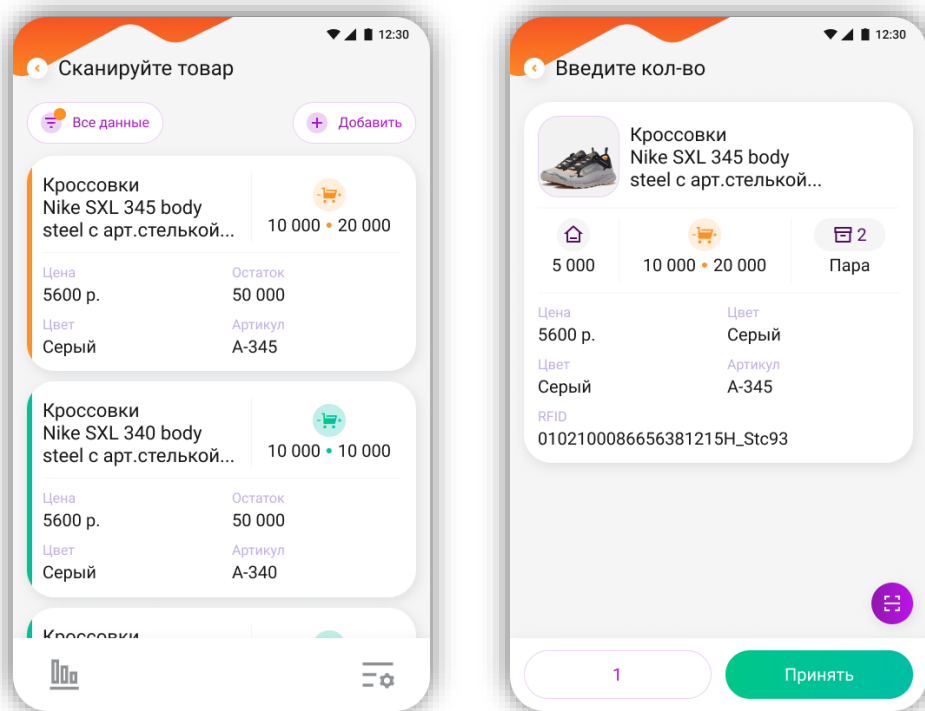 12:30
Сканируйте товар
Все данные
Добавить
Кроссовки
Nike SXL 345 body
steel с арт.стелькой...
10 000 • 20 000
Цена
Остаток
5600 р.
50 000
Цвет
Артикул
Серый
А-345
Кроссовки
Nike SXL 340 body
steel с арт.стелькой...
10 000 • 10 000
Цена
Остаток
5600 р.
50 000
Цвет
Артикул
Серый
А-340
Кроссовки
12:30
Введите кол-во
Кроссовки
Nike SXL 345 body
steel с арт.стелькой...
5 000
10 000 • 20 000
2
Пара
Цена
Цвет
5600 р.
Серый
Цвет
Артикул
Серый
А-345
RFID
0102100086656381215H_Stc93
1
Принять